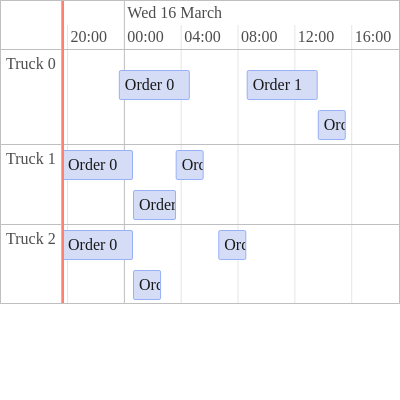 Wed 16 March
20:00 00:00 04:00 08:00 12:00 16:00
Truck 0
Order 0 Order 1
Truck 1
Order 0
Order
Truck 2
Order 0